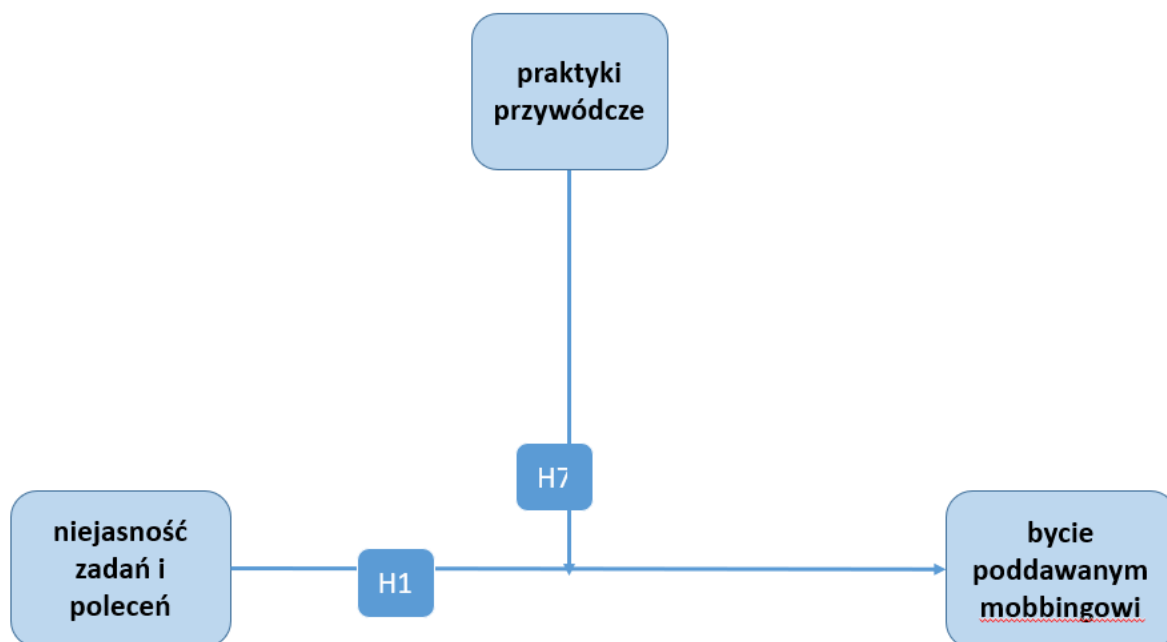 praktyki
przywódcze
H7
niejasność
zadań i
poleceń
H1
bycie
poddawanym
mobbingowi